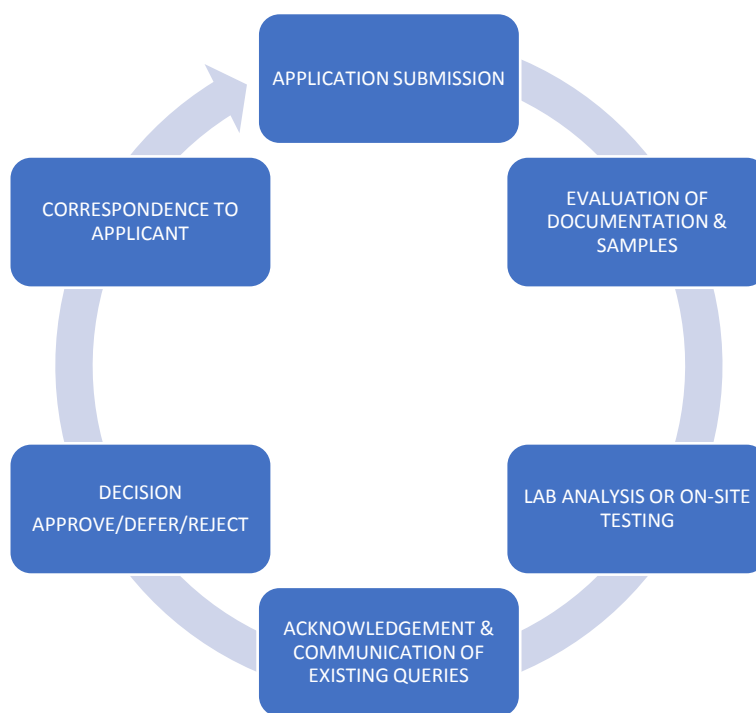 APPLICATION SUBMISSION
EVALUATION OF
DOCUMENTATION &
SAMPLES
LAB ANALYSIS OR ON-SITE
TESTING
ACKNOWLEDGEMENT &
COMMUNICATION OF
EXISTING QUERIES
DECISION
APPROVE/DEFER/REJECT
CORRESPONDENCE TO
APPLICANT